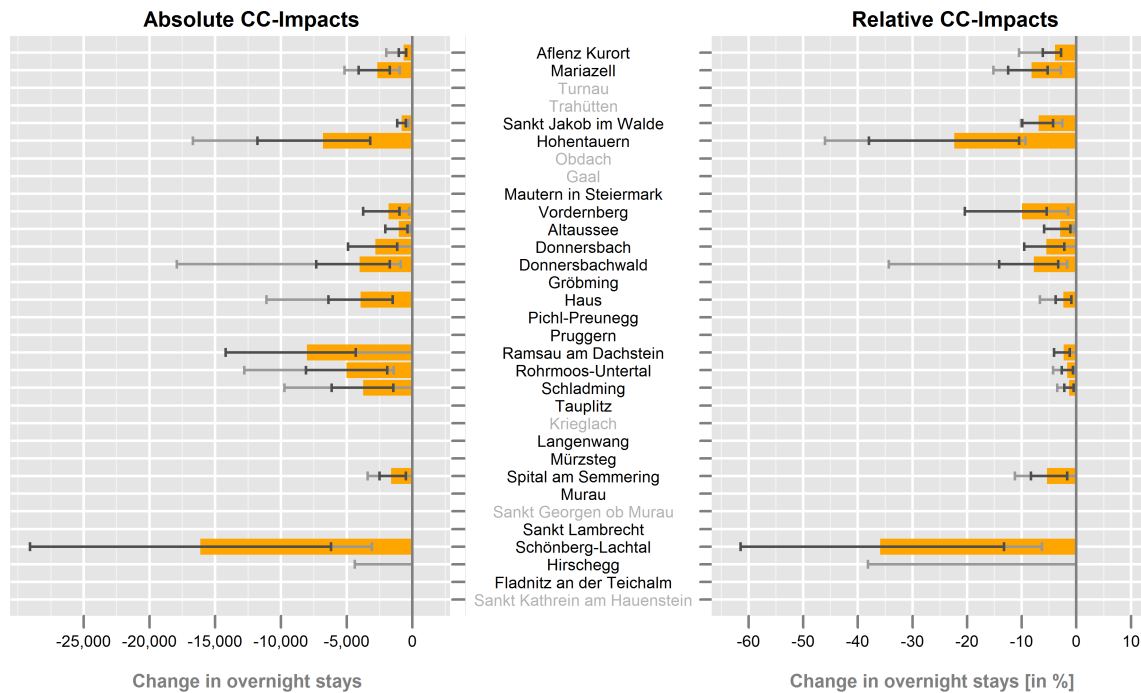 Absolute CC-Impacts
Relative CC-Impacts
Aflenz Kurort
Mariazell
Turnau
Trahütten
Sankt Jakob im Walde
Hohentauern
Obdach
Gaal
Mautern in Steiermark
Vordernberg
Altaussee
Donnersbach
Donnersbachwald
Gröbming
Haus
Pichl-Preunegg
Pruggern
Ramsau am Dachstein
Rohrmoos-Untertal
Schladming
Tauplitz
Krieglach
Langenwang
Mürzsteg
Spital am Semmering
Murau
Sankt Georgen ob Murau
Sankt Lambrecht
Schönberg-Lachtal
Hirschegg
Fladnitz an der Teichalm
Sankt Kathrein am Hauenstein
-25,000 -20,000 -15,000 -10,000 -5,000 0
-60 -50 -40 -30 -20 -10 0 10
Change in overnight stays
Change in overnight stays [in %]